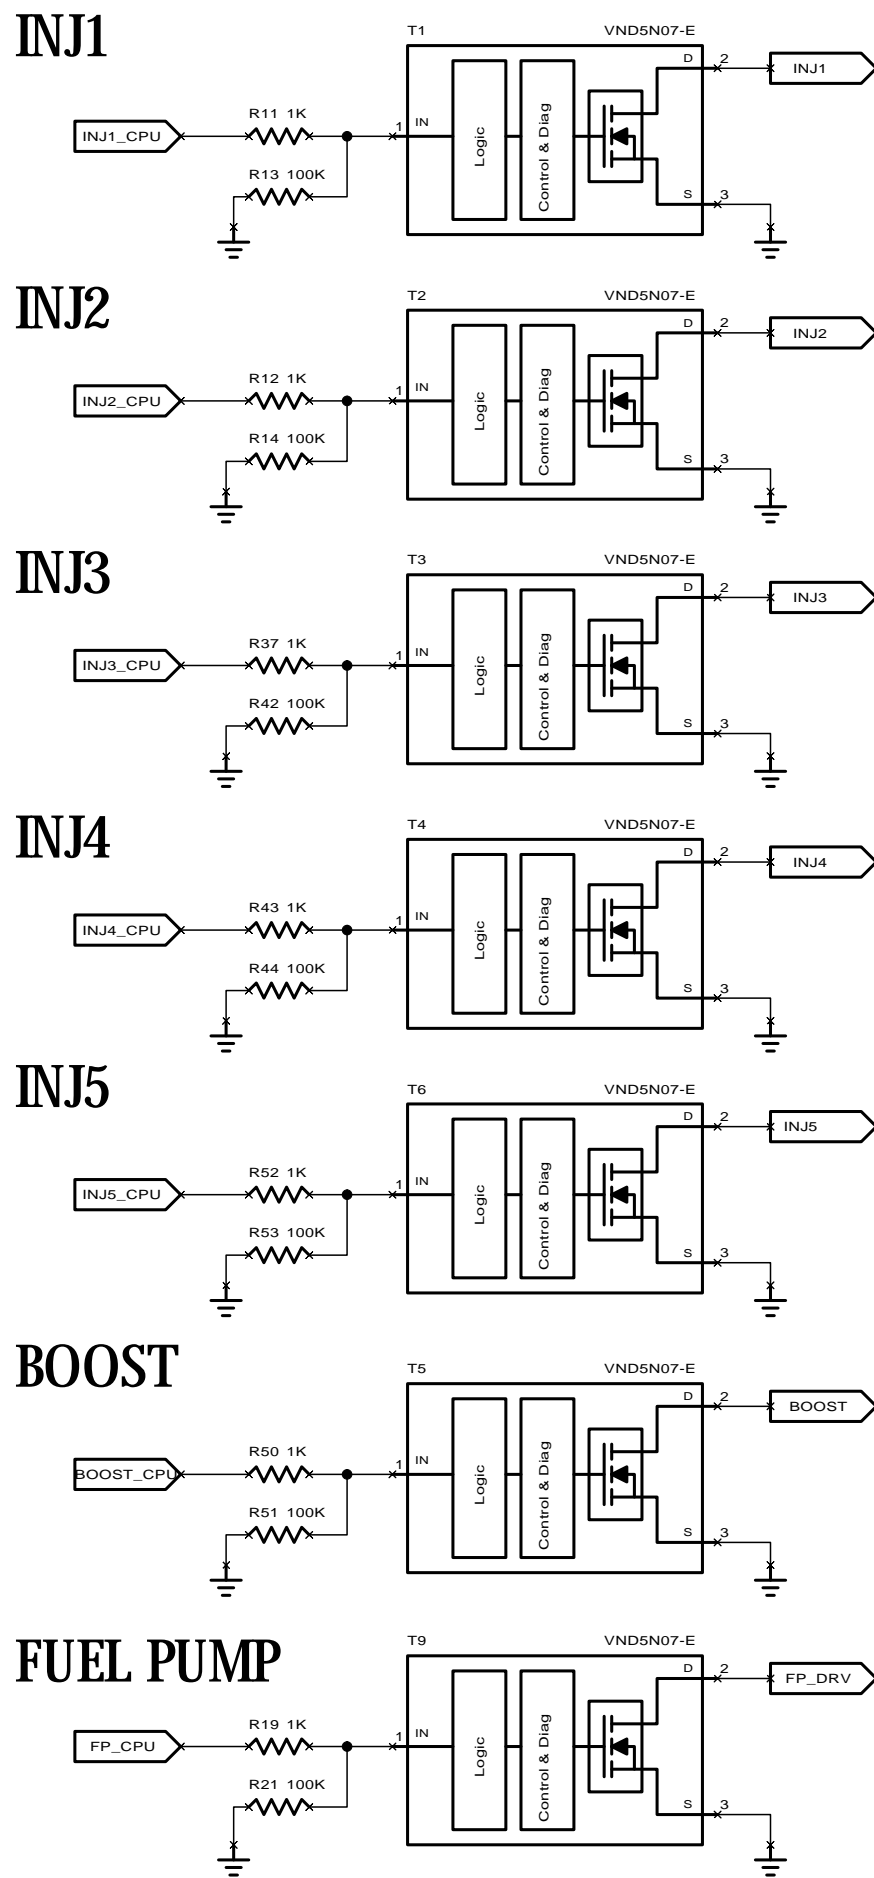 INJ1
T1 VND5N07-E
D 2 INJ1
R11 1K
INJ1_CPU 1 IN Logic Control & Diag
R13 100K
S 3
INJ2
T2 VND5N07-E
D 2 INJ2
R12 1K
INJ2_CPU 1 IN Logic Control & Diag
R14 100K
S 3
INJ3
T3 VND5N07-E
D 2 INJ3
R37 1K
INJ3_CPU 1 IN Logic Control & Diag
R42 100K
S 3
INJ4
T4 VND5N07-E
D 2 INJ4
R43 1K
INJ4_CPU 1 IN Logic Control & Diag
R44 100K
S 3
INJ5
T6 VND5N07-E
D 2 INJ5
R52 1K
INJ5_CPU 1 IN Logic Control & Diag
R53 100K
S 3
BOOST
T5 VND5N07-E
D 2 BOOST
R50 1K
BOOST_CPU 1 IN Logic Control & Diag
R51 100K
S 3
FUEL PUMP
T9 VND5N07-E
D 2 FP_DRV
R19 1K
FP_CPU 1 IN Logic Control & Diag
R21 100K
S 3